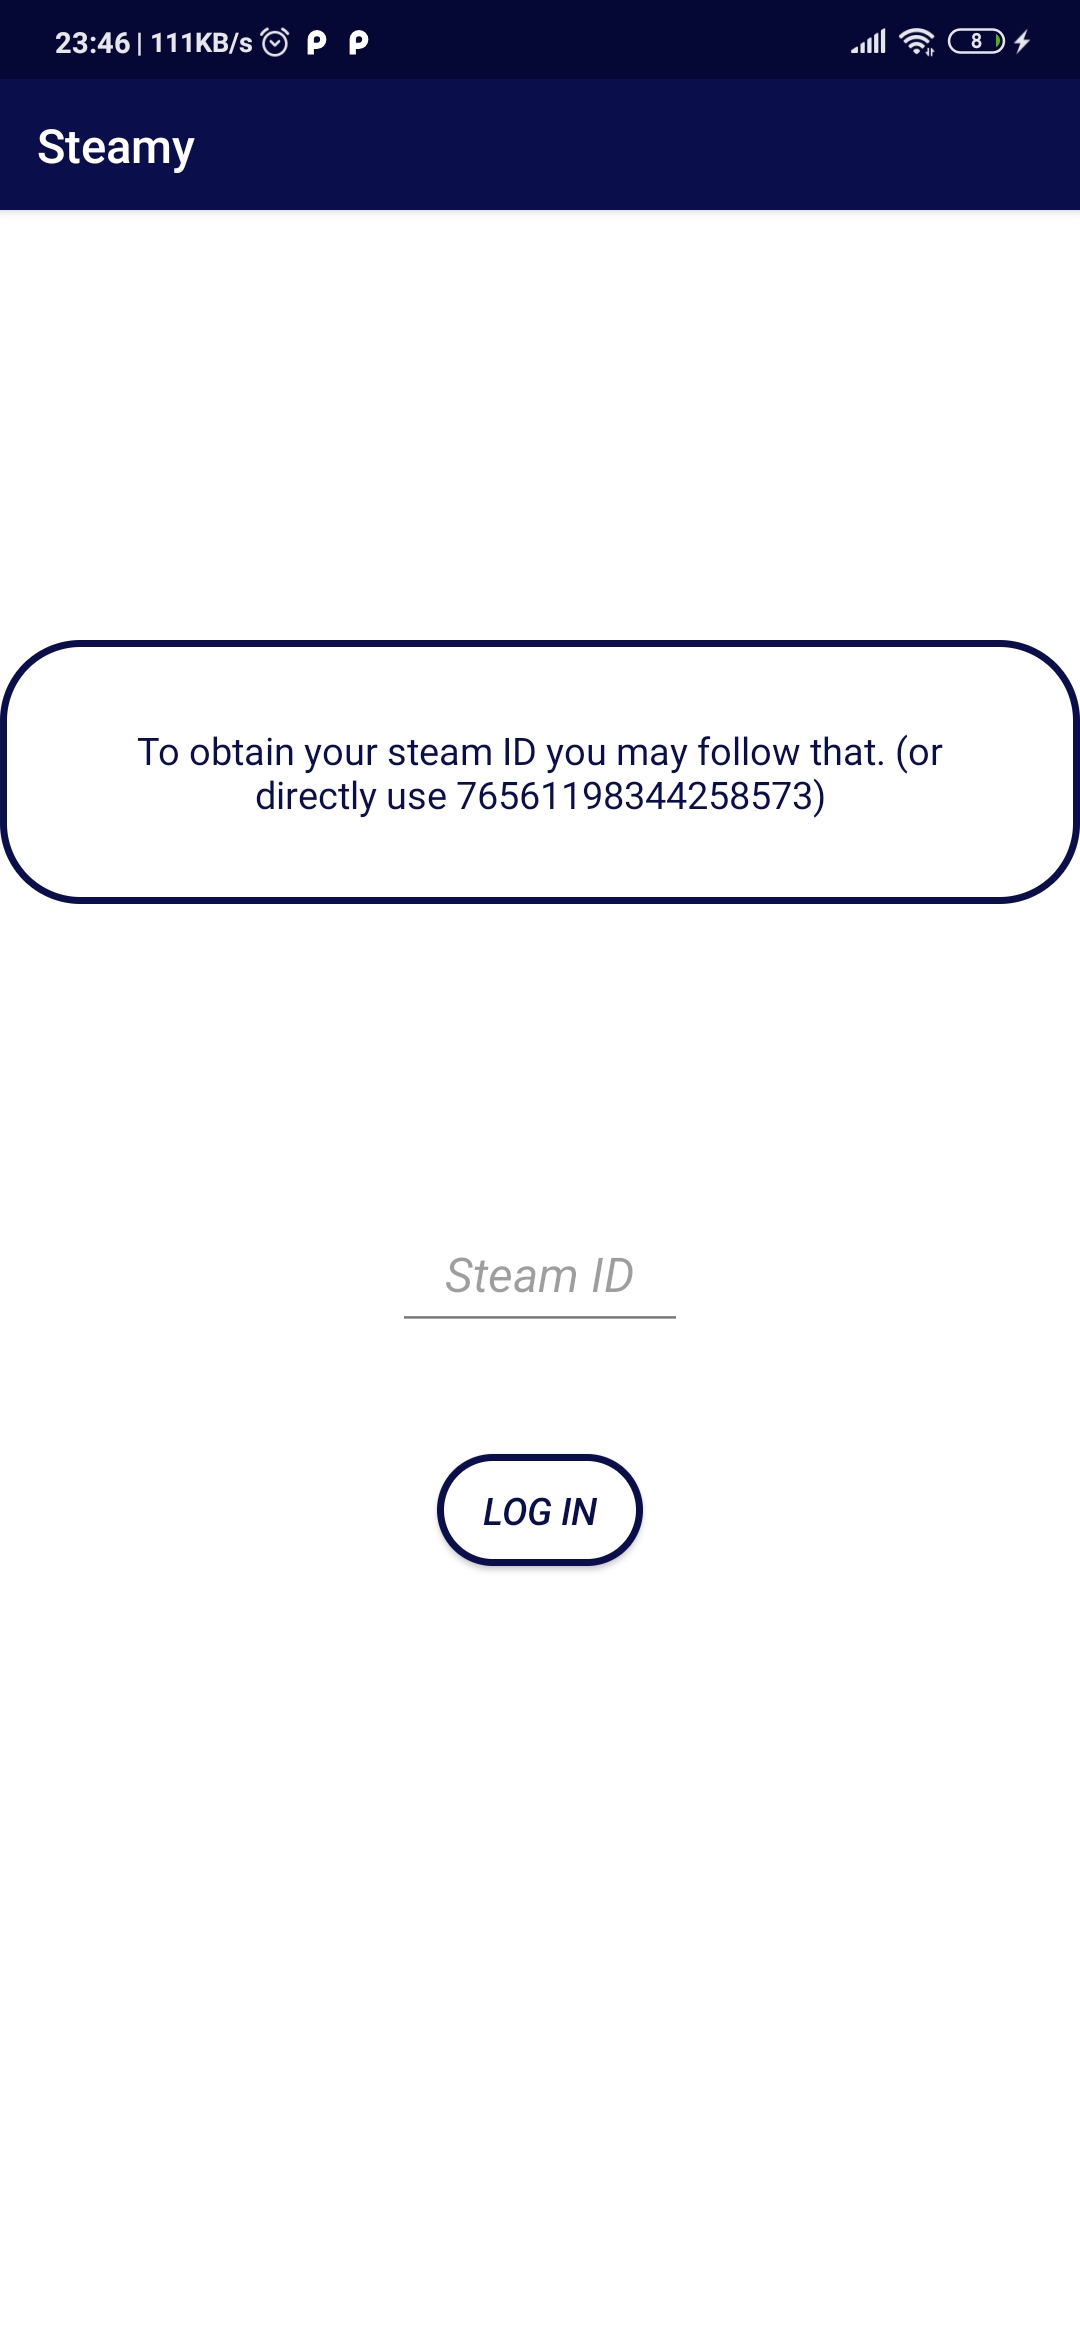 23:46 | 111KB/s
8
Steamy
To obtain your steam ID you may follow that. (or
directly use 76561198344258573)
Steam ID
LOG IN